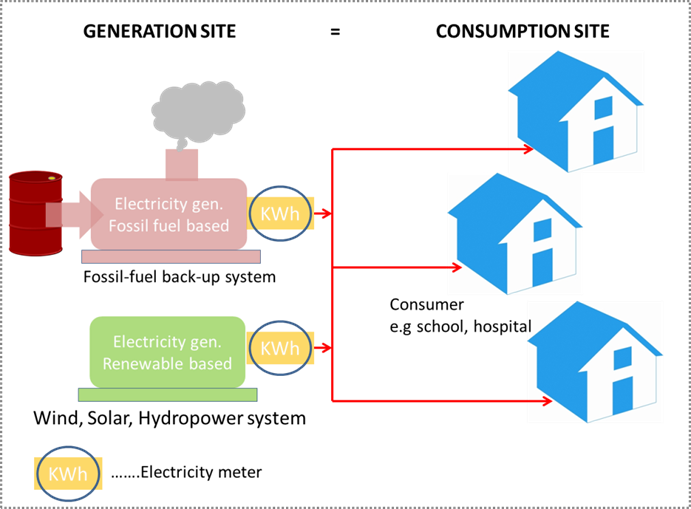 GENERATION SITE = CONSUMPTION SITE
Electricity gen.
Fossil fuel based
KWh
Fossil-fuel back-up system
Consumer
e.g school, hospital
Electricity gen.
Renewable based
KWh
Wind, Solar, Hydropower system
KWh …….Electricity meter